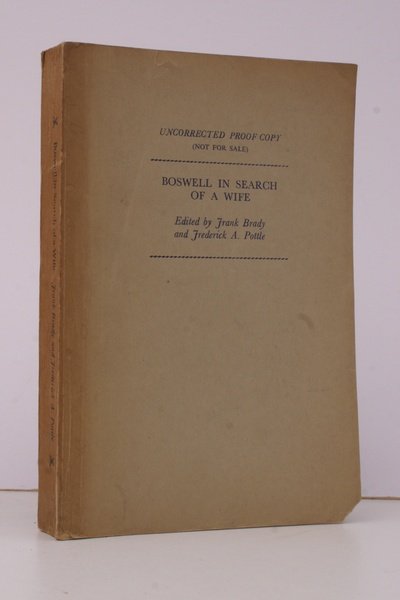 UNCORRECTED PROOF COPY
(NOT FOR SALE)
BOSWELL IN SEARCH
OF A WIFE
Edited by Frank Brady
and Frederick A. Pottle